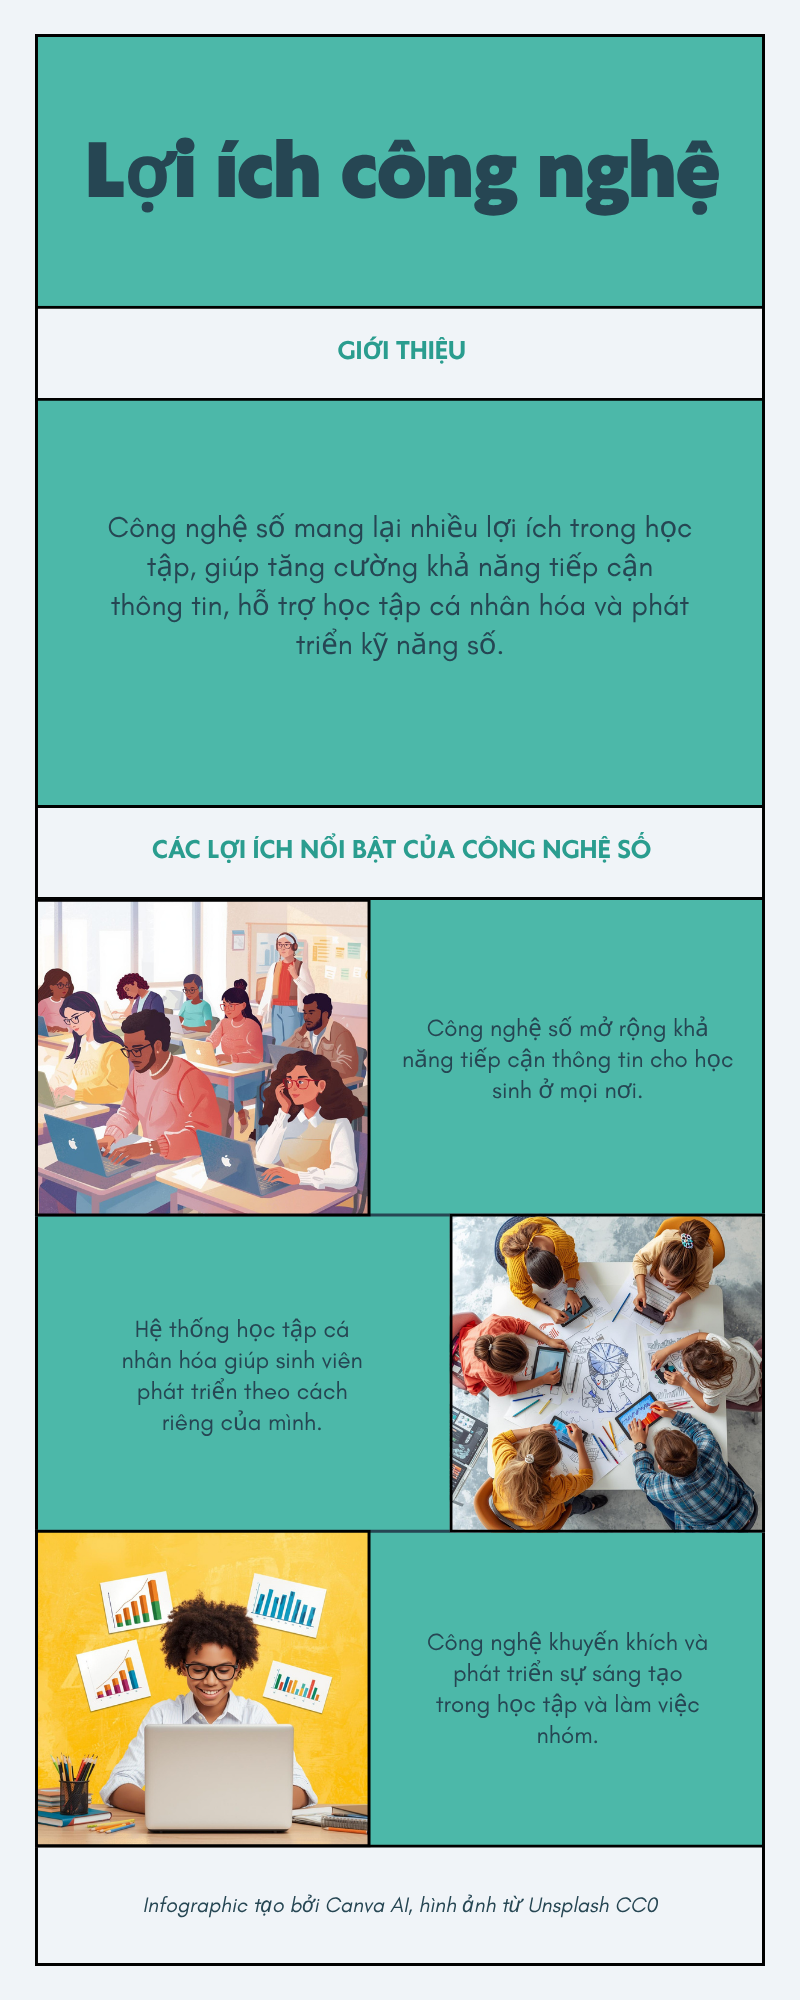 Lợi ích công nghệ
GIỚI THIỆU
Công nghệ số mang lại nhiều lợi ích trong học
tập, giúp tăng cường khả năng tiếp cận
thông tin, hỗ trợ học tập cá nhân hóa và phát
triển kỹ năng số.
CÁC LỢI ÍCH NỔI BẬT CỦA CÔNG NGHỆ SỐ
Công nghệ số mở rộng khả
năng tiếp cận thông tin cho học
sinh ở mọi nơi.
Hệ thống học tập cá
nhân hóa giúp sinh viên
phát triển theo cách
riêng của mình.
Công nghệ khuyến khích và
phát triển sự sáng tạo
trong học tập và làm việc
nhóm.
Infographic tạo bởi Canva AI, hình ảnh từ Unsplash CC0